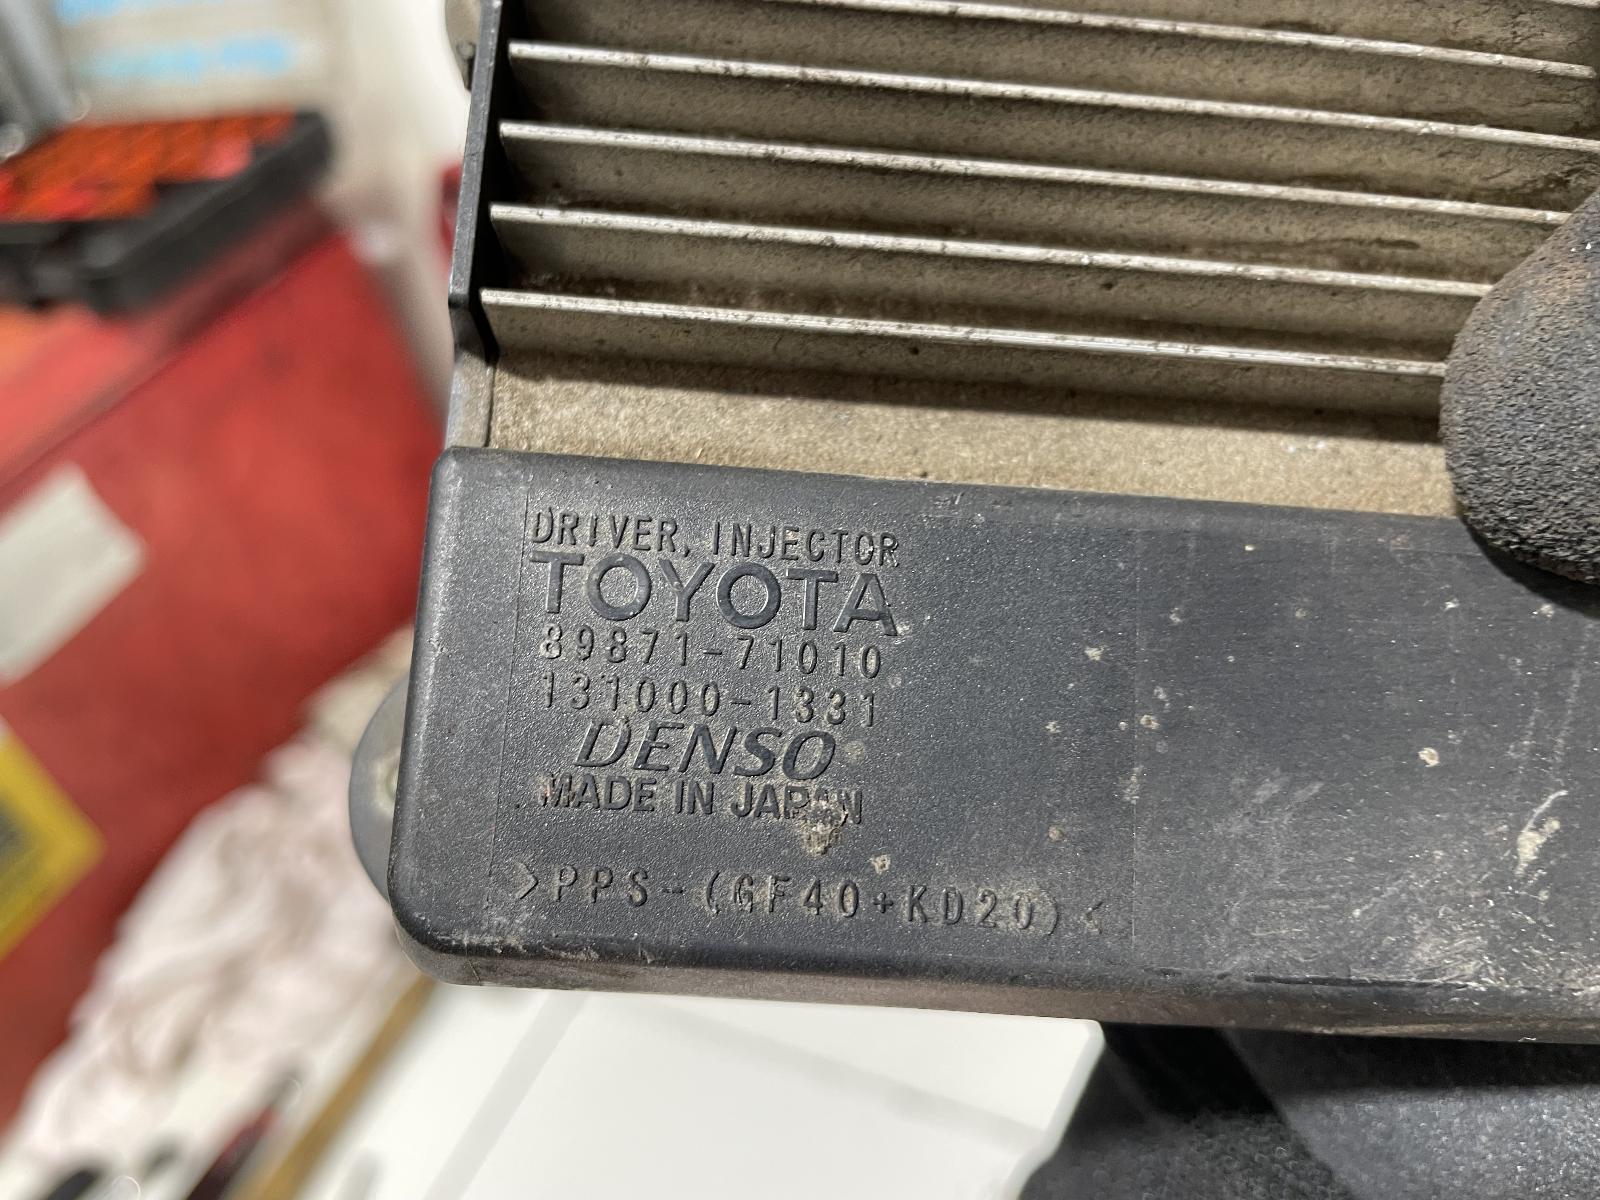 DRIVER, INJECTOR
TOYOTA
89871-71010
131000-1331
DENSO
MADE IN JAPAN
>PPS-(GF40+KD20)<